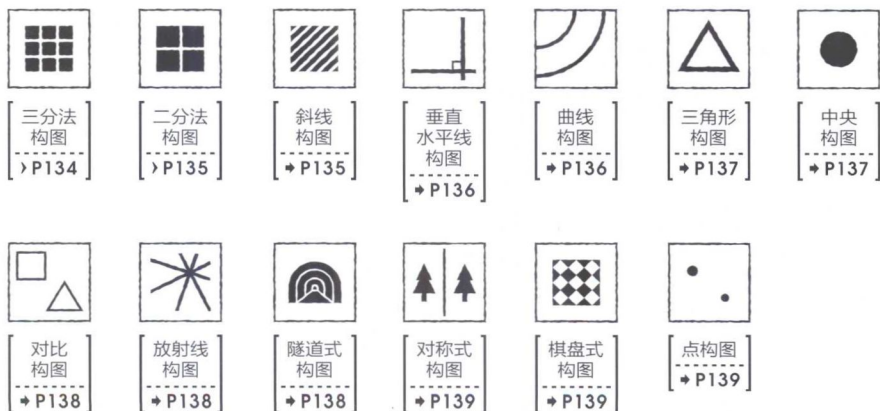 三分法
构图
›P134
二分法
构图
›P135
斜线
构图
→P135
垂直
水平线
构图
→P136
曲线
构图
→P136
三角形
构图
→P137
中央
构图
→P137
对比
构图
→P138
放射线
构图
→P138
隧道式
构图
→P138
对称式
构图
→P139
棋盘式
构图
→P139
点构图
→P139